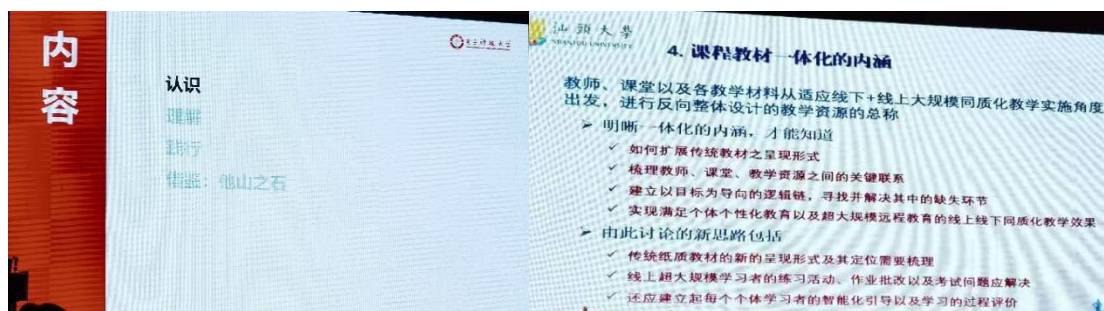 内容
认识
理解
践行
借鉴：他山之石
汕頭大學
SHANTOU UNIVERSITY
4. 课程教材一体化的内涵
教师、课堂以及各教学材料从适应线下+线上大规模同质化教学实施角度
出发，进行反向整体设计的教学资源的总称
➢ 明晰一体化的内涵，才能知道
✓ 如何扩展传统教材之呈现形式
✓ 梳理教师、课堂、教学资源之间的关键联系
✓ 建立以目标为导向的逻辑链，寻找并解决其中的缺失环节
✓ 实现满足个体个性化教育以及超大规模远程教育的线上线下同质化教学效果
➢ 由此讨论的新思路包括
✓ 传统纸质教材的新的呈现形式及其定位需要梳理
✓ 线上超大规模学习者的练习活动、作业批改以及考试问题应解决
✓ 还应建立起每个个体学习者的智能化引导以及学习的过程评价